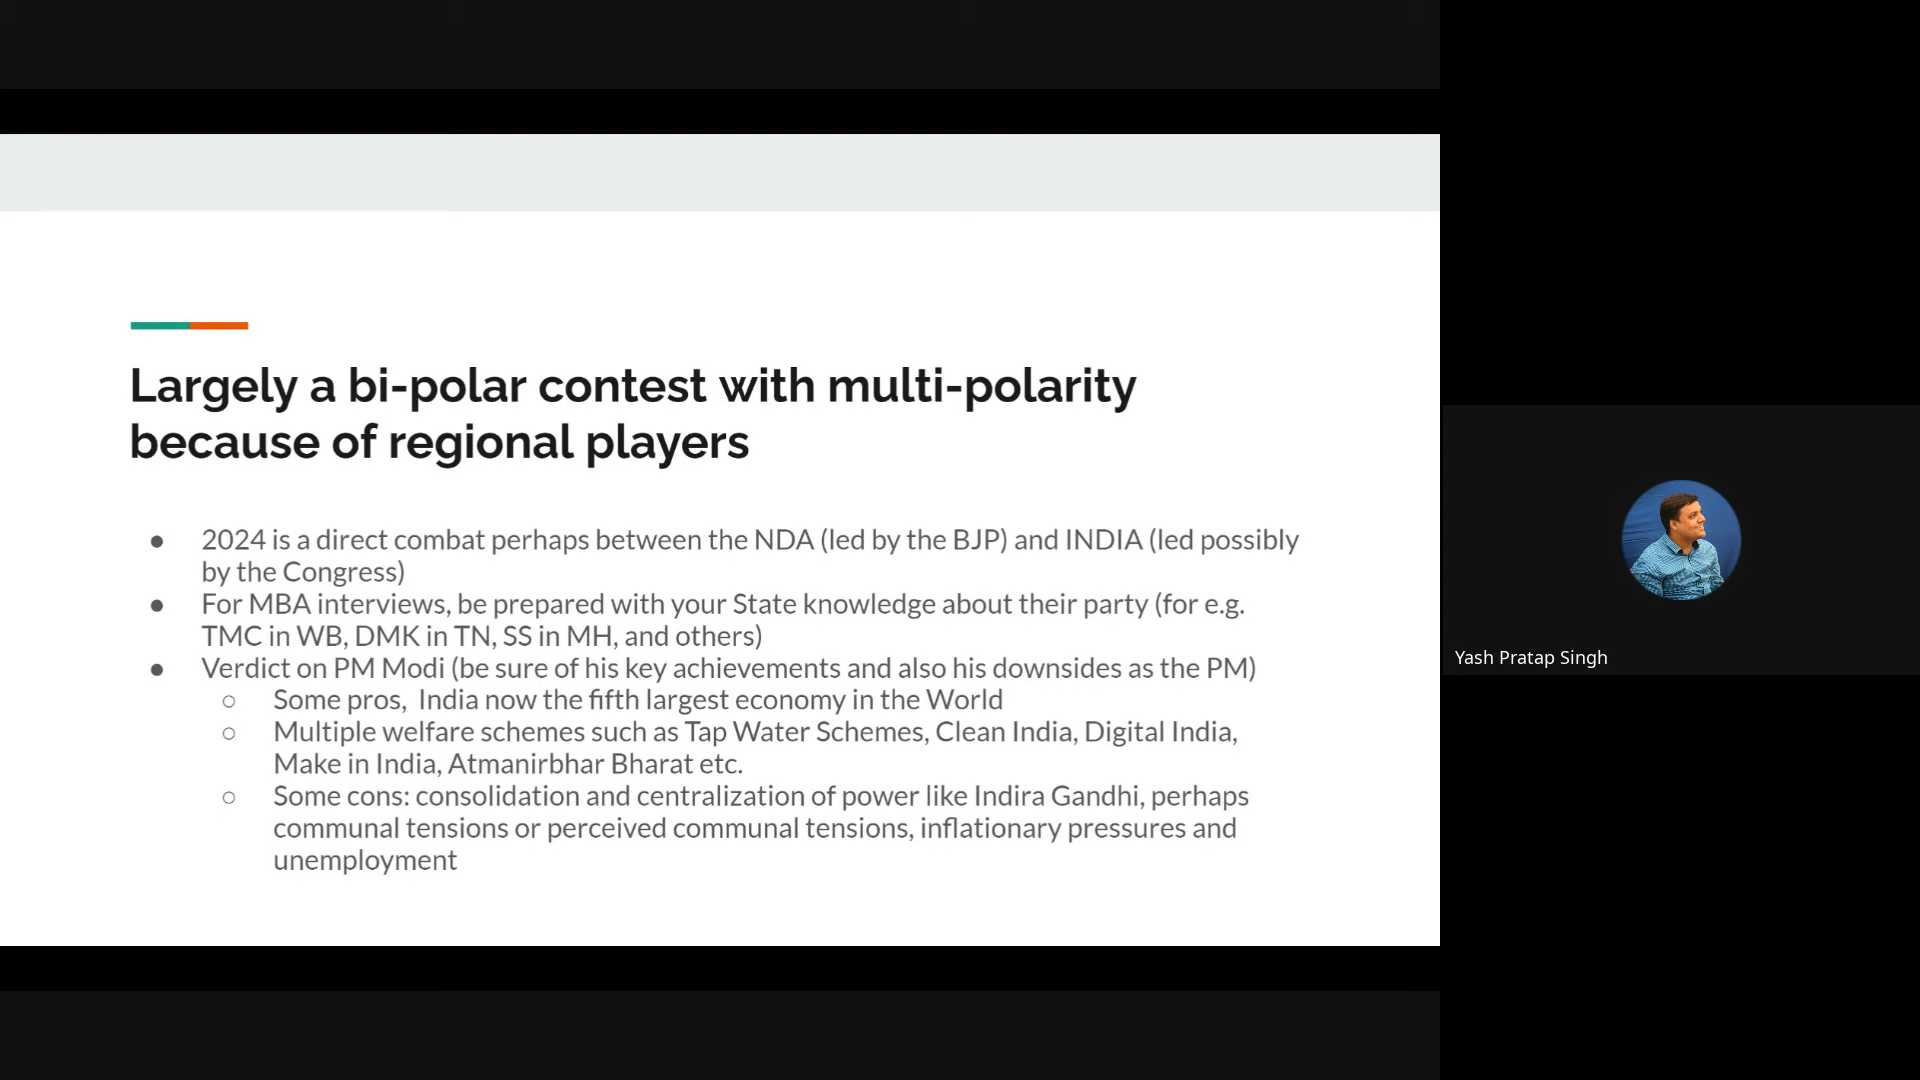 Largely a bi-polar contest with multi-polarity
because of regional players
● 2024 is a direct combat perhaps between the NDA (led by the BJP) and INDIA (led possibly
by the Congress)
● For MBA interviews, be prepared with your State knowledge about their party (for e.g.
TMC in WB, DMK in TN, SS in MH, and others)
● Verdict on PM Modi (be sure of his key achievements and also his downsides as the PM)
○ Some pros, India now the fifth largest economy in the World
○ Multiple welfare schemes such as Tap Water Schemes, Clean India, Digital India,
Make in India, Atmanirbhar Bharat etc.
○ Some cons: consolidation and centralization of power like Indira Gandhi, perhaps
communal tensions or perceived communal tensions, inflationary pressures and
unemployment
Yash Pratap Singh